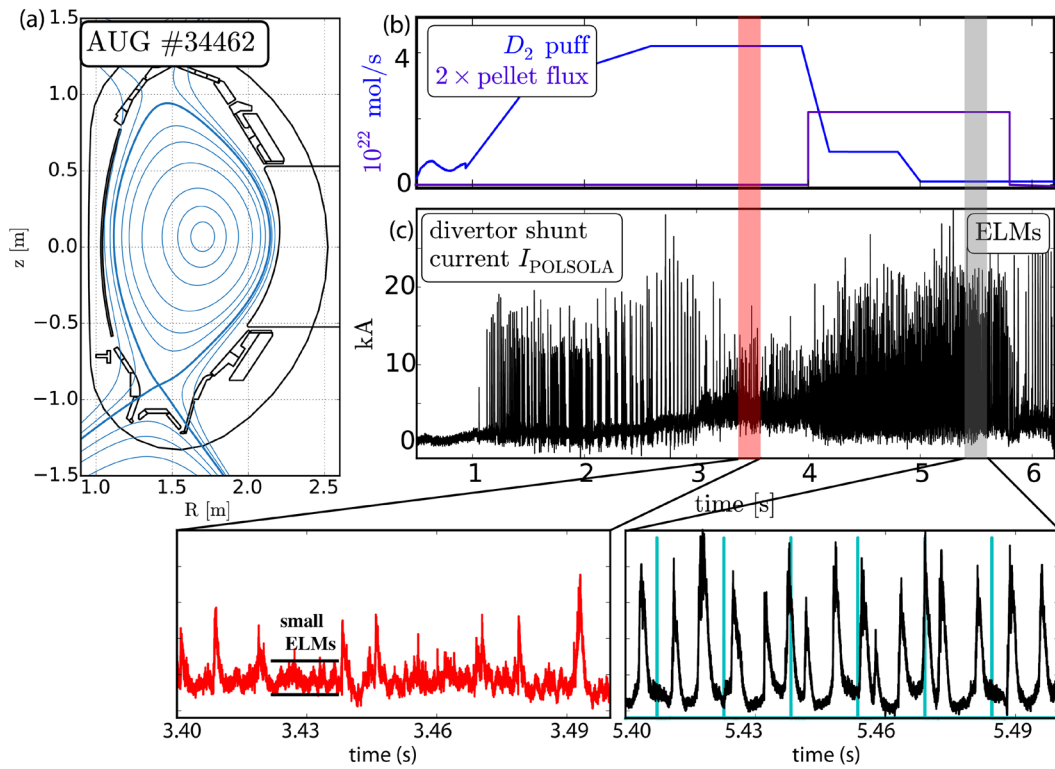 (a)
AUG #34462
1.5
1.0
0.5
0.0
−0.5
−1.0
−1.5
z [m]
0.9 1.0 1.5 2.0 2.5
R [m]
(b)
D₂ puff
2 × pellet flux
10²² mol/s
4
0
(c)
divertor shunt
current I_POLSOLA
ELMs
kA
20
10
0
1 2 3 4 5 6
time [s]
small
ELMs
3.40 3.43 3.46 3.49
time (s)
5.40 5.43 5.46 5.49
time (s)